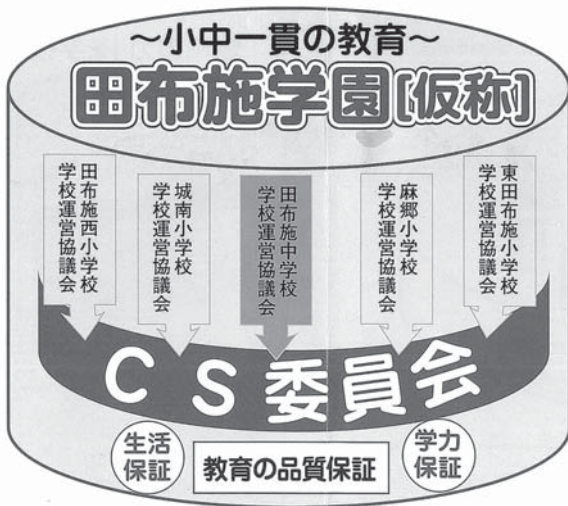 ～小中一貫の教育～
田布施学園[仮称]
田布施西小学校
学校運営協議会
城南小学校
学校運営協議会
田布施中学校
学校運営協議会
麻郷小学校
学校運営協議会
東田布施小学校
学校運営協議会
CS委員会
生活
保証
教育の品質保証
学力
保証